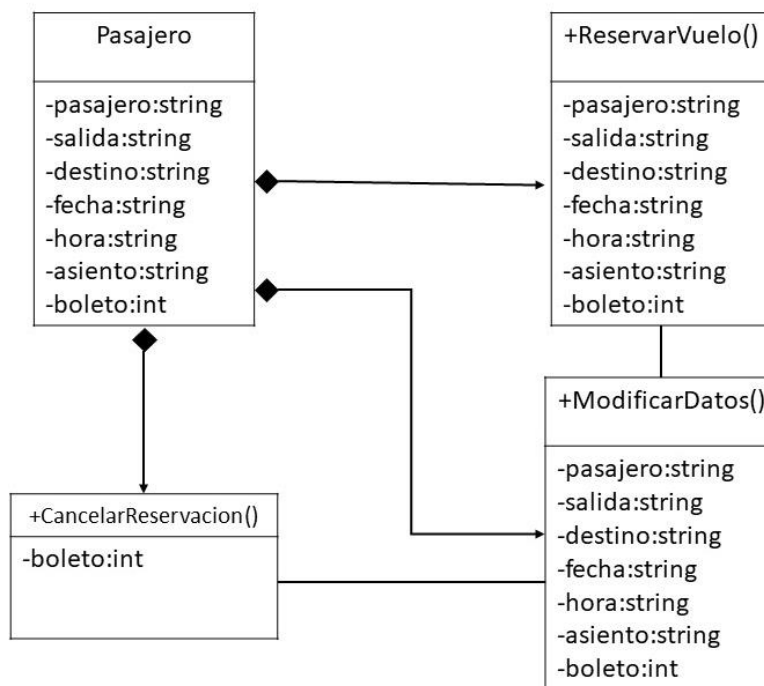 Pasajero
-pasajero:string
-salida:string
-destino:string
-fecha:string
-hora:string
-asiento:string
-boleto:int
+ReservarVuelo()
-pasajero:string
-salida:string
-destino:string
-fecha:string
-hora:string
-asiento:string
-boleto:int
+CancelarReservacion()
-boleto:int
+ModificarDatos()
-pasajero:string
-salida:string
-destino:string
-fecha:string
-hora:string
-asiento:string
-boleto:int